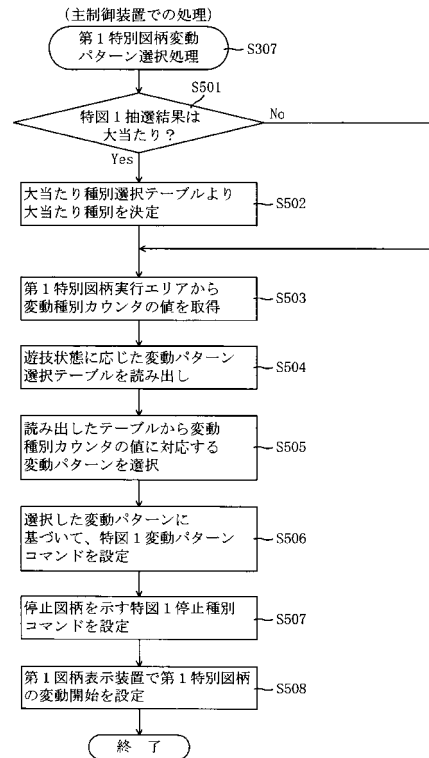 (主制御装置での処理)
第１特別図柄変動
パターン選択処理
S307
S501
特図１抽選結果は
大当たり？
No
Yes
大当たり種別選択テーブルより
大当たり種別を決定
S502
第１特別図柄実行エリアから
変動種別カウンタの値を取得
S503
遊技状態に応じた変動パターン
選択テーブルを読み出し
S504
読み出したテーブルから変動
種別カウンタの値に対応する
変動パターンを選択
S505
選択した変動パターンに
基づいて、特図１変動パターン
コマンドを設定
S506
停止図柄を示す特図１停止種別
コマンドを設定
S507
第１図柄表示装置で第１特別図柄
の変動開始を設定
S508
終 了